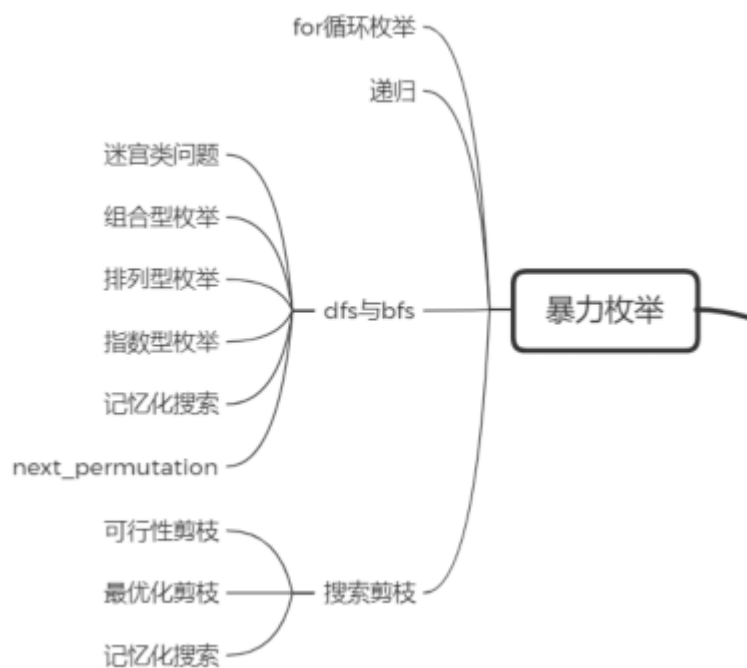 for循环枚举
递归
迷宫类问题
组合型枚举
排列型枚举
dfs与bfs
暴力枚举
指数型枚举
记忆化搜索
next_permutation
可行性剪枝
最优化剪枝
搜索剪枝
记忆化搜索